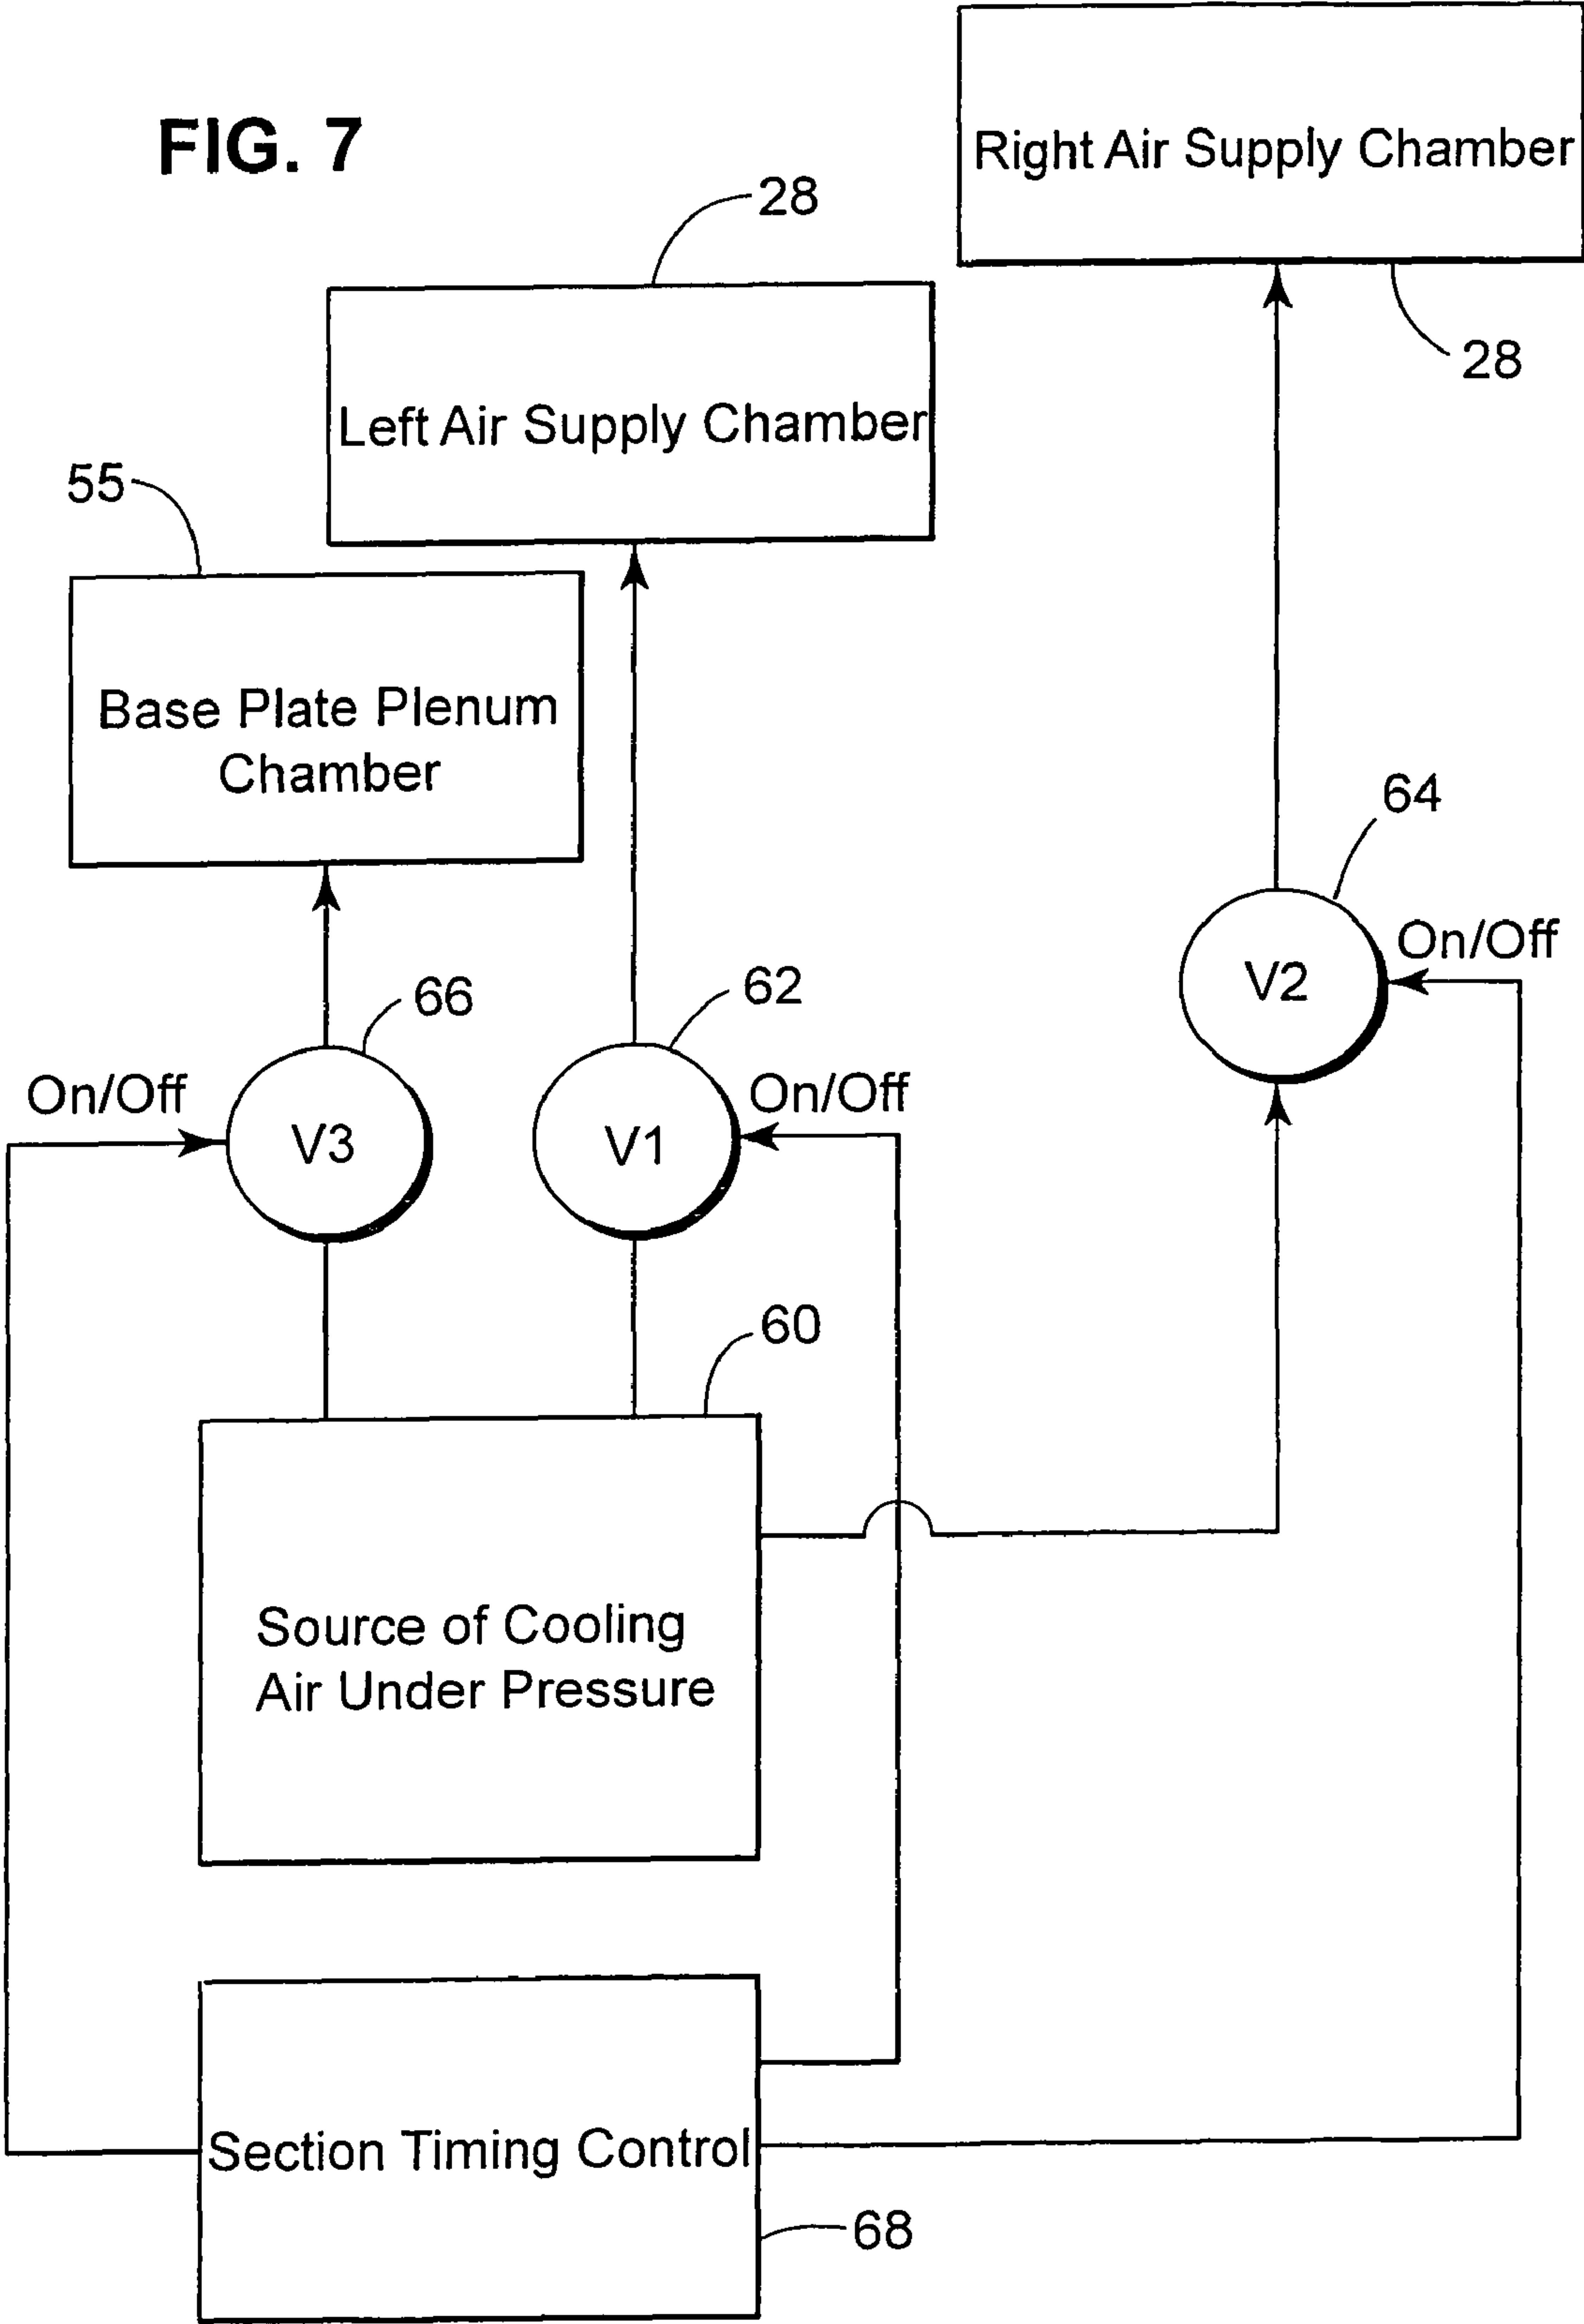 FIG. 7
Right Air Supply Chamber
28
28
Left Air Supply Chamber
55
Base Plate Plenum
Chamber
64
On/Off
V2
66
62
On/Off
V3
On/Off
V1
60
Source of Cooling
Air Under Pressure
Section Timing Control
68